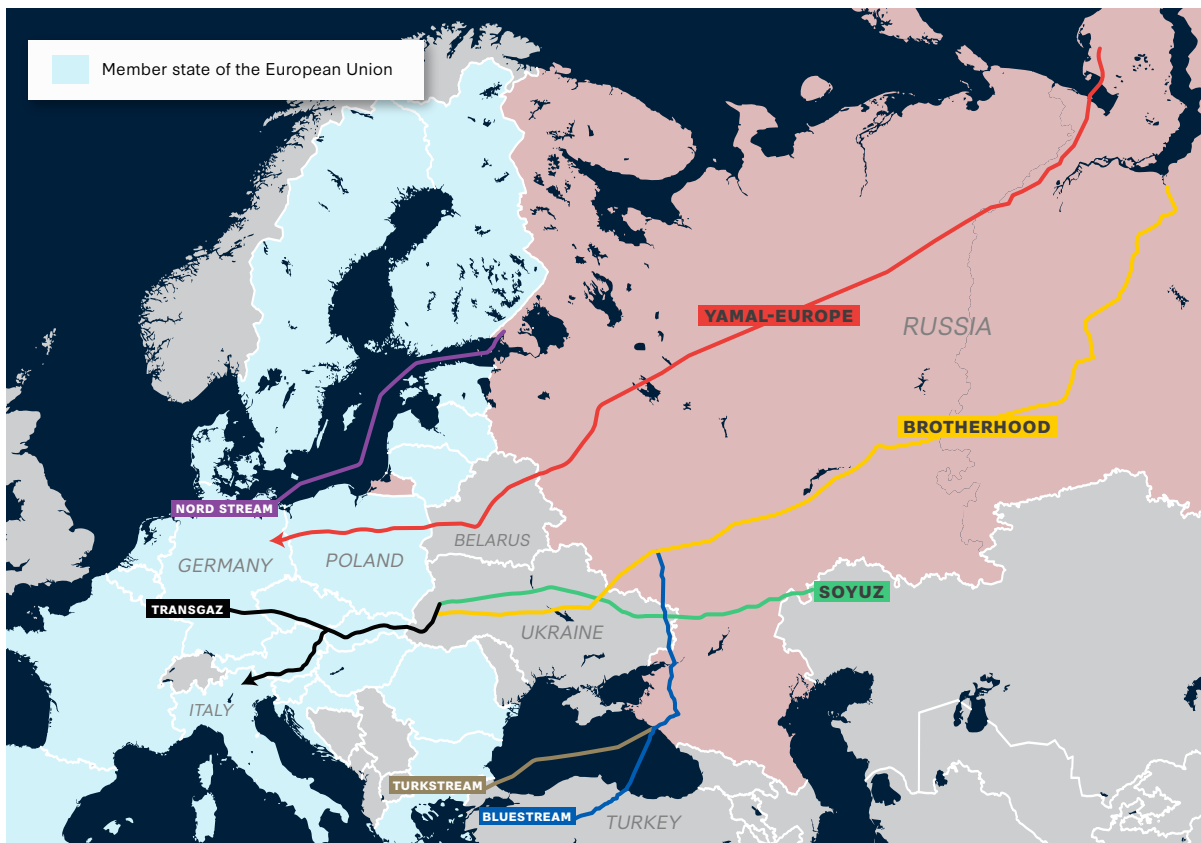 Member state of the European Union
YAMAL-EUROPE
RUSSIA
BROTHERHOOD
NORD STREAM
BELARUS
POLAND
GERMANY
SOYUZ
TRANSGAZ
UKRAINE
ITALY
TURKSTREAM
BLUESTREAM
TURKEY